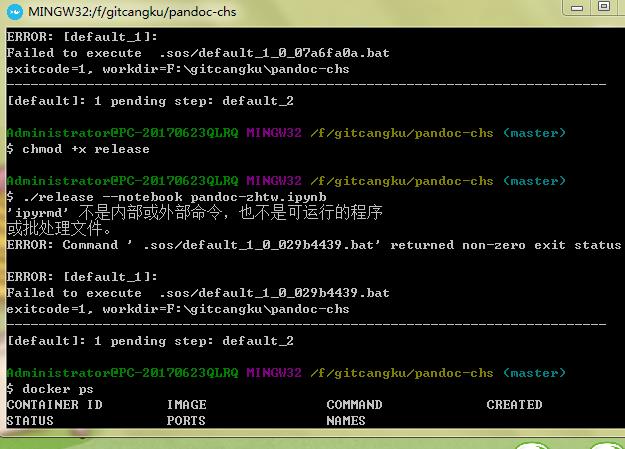 MINGW32:/f/gitcangku/pandoc-chs
ERROR: [default_1]:
Failed to execute  .sos/default_1_0_07a6fa0a.bat
exitcode=1, workdir=F:\gitcangku\pandoc-chs
---------------------------------------------------------------------------
[default]: 1 pending step: default_2
Administrator@PC-20170623QLRQ MINGW32 /f/gitcangku/pandoc-chs (master)
$ chmod +x release
Administrator@PC-20170623QLRQ MINGW32 /f/gitcangku/pandoc-chs (master)
$ ./release --notebook pandoc-zhtw.ipynb
'ipyrmd' 不是内部或外部命令，也不是可运行的程序
或批处理文件。
ERROR: Command ' .sos/default_1_0_029b4439.bat' returned non-zero exit status
ERROR: [default_1]:
Failed to execute  .sos/default_1_0_029b4439.bat
exitcode=1, workdir=F:\gitcangku\pandoc-chs
---------------------------------------------------------------------------
[default]: 1 pending step: default_2
Administrator@PC-20170623QLRQ MINGW32 /f/gitcangku/pandoc-chs (master)
$ docker ps
CONTAINER ID        IMAGE               COMMAND             CREATED
STATUS              PORTS               NAMES